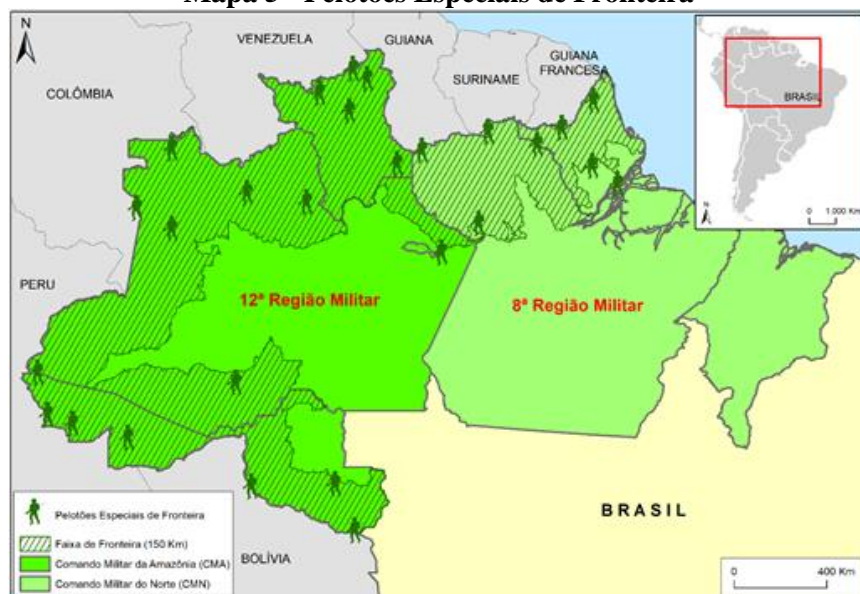 Mapa 3 - Pelotões Especiais de Fronteira
N
VENEZUELA
GUIANA
SURINAME
GUIANA
FRANCESA
COLÔMBIA
BRASIL
N
0 1.000 Km
PERU
12ª Região Militar
8ª Região Militar
BRASIL
BOLÍVIA
Pelotões Especiais de Fronteira
Faixa de Fronteira (150 Km)
Comando Militar da Amazônia (CMA)
Comando Militar do Norte (CMN)
0 400 Km